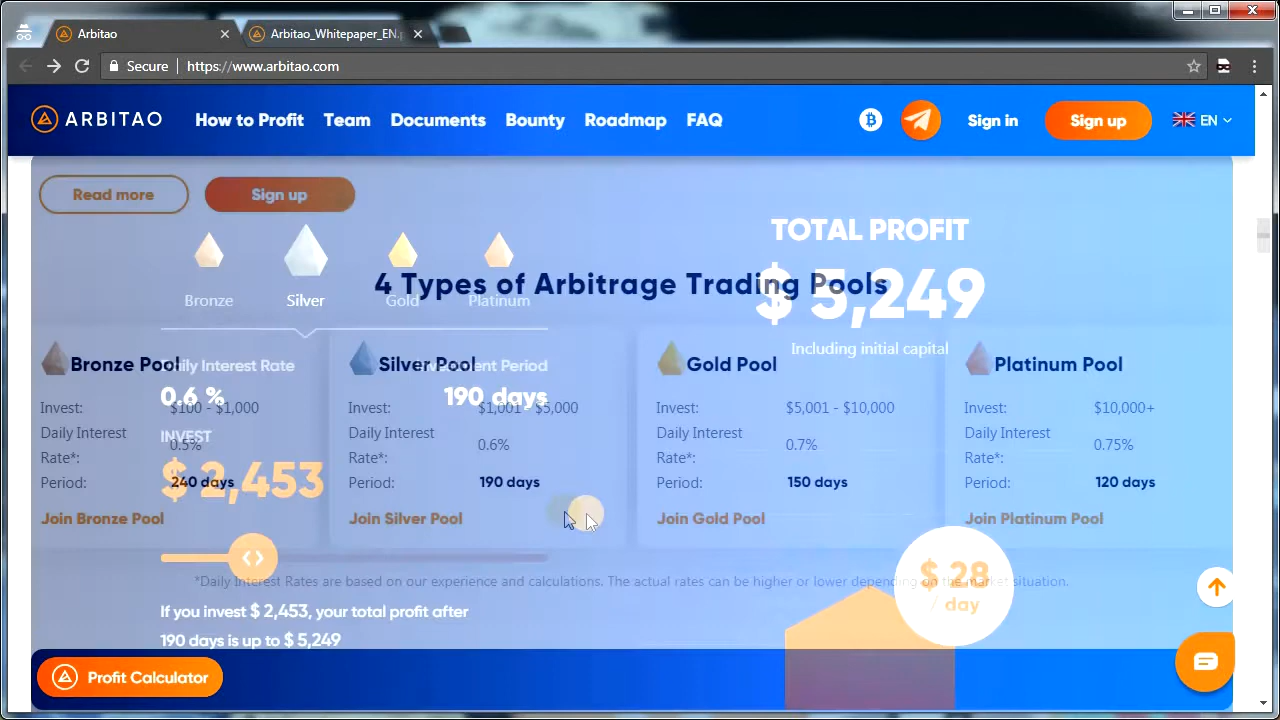 Arbitao
Arbitao_Whitepaper_EN.p
Secure
https://www.arbitao.com
ARBITAO
How to Profit
Team
Documents
Bounty
Roadmap
FAQ
Sign in
Sign up
EN
Read more
Sign up
TOTAL PROFIT
4 Types of Arbitrage Trading Pools
$ 5,249
Bronze
Silver
Gold
Platinum
Including initial capital
Bronze Pool
Silver Pool
Gold Pool
Platinum Pool
Daily Interest Rate
Investment Period
0.6 %
190 days
Invest:
$100 - $1,000
Invest:
$1,001 - $5,000
Invest:
$5,001 - $10,000
Invest:
$10,000+
INVEST
$ 2,453
Daily Interest
Rate*:
0.5%
Daily Interest
Rate*:
0.6%
Daily Interest
Rate*:
0.7%
Daily Interest
Rate*:
0.75%
Period:
240 days
Period:
190 days
Period:
150 days
Period:
120 days
Join Bronze Pool
Join Silver Pool
Join Gold Pool
Join Platinum Pool
*Daily Interest Rates are based on our experience and calculations. The actual rates can be higher or lower depending on the market situation.
$ 28
/ day
If you invest $ 2,453, your total profit after
190 days is up to $ 5,249
Profit Calculator